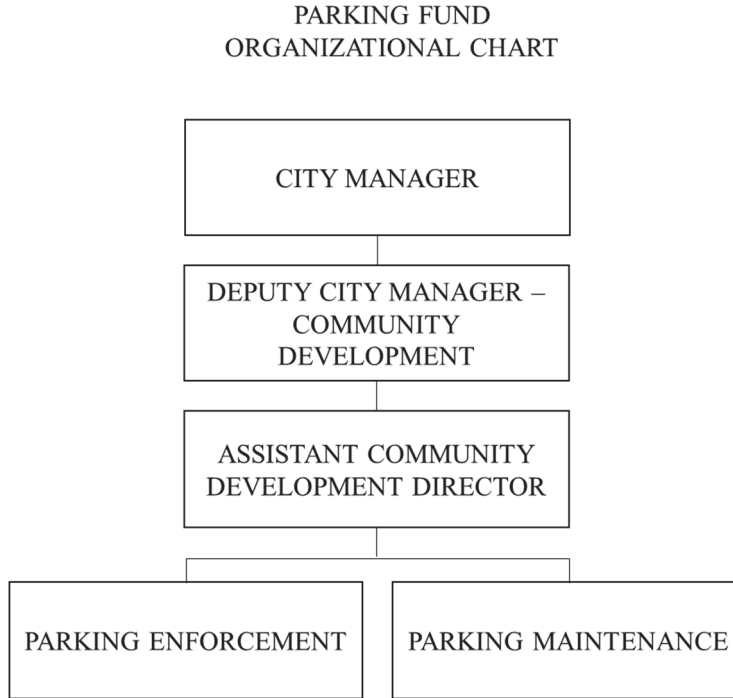 PARKING FUND
ORGANIZATIONAL CHART
CITY MANAGER
DEPUTY CITY MANAGER –
COMMUNITY
DEVELOPMENT
ASSISTANT COMMUNITY
DEVELOPMENT DIRECTOR
PARKING ENFORCEMENT
PARKING MAINTENANCE